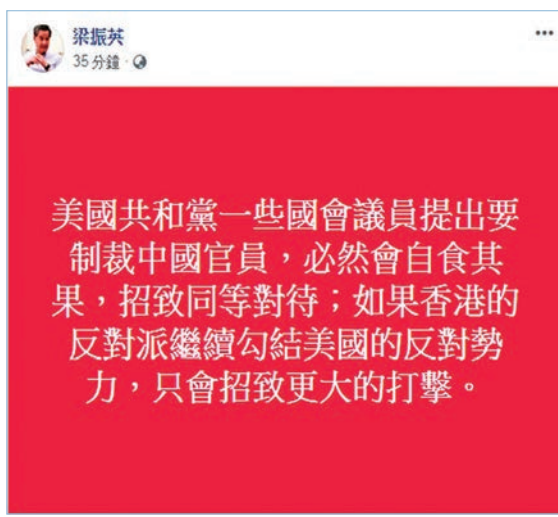 梁振英
35 分鐘 ·
美國共和黨一些國會議員提出要
制裁中國官員，必然會自食其
果，招致同等對待；如果香港的
反對派繼續勾結美國的反對勢
力，只會招致更大的打擊。